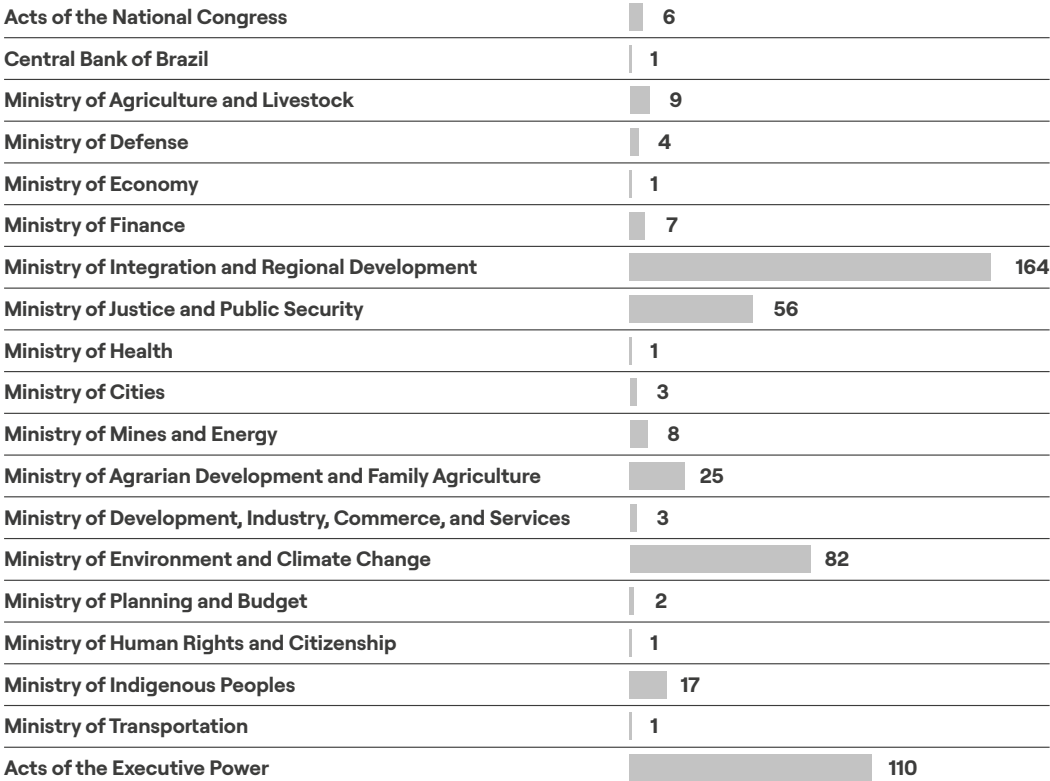 Acts of the National Congress 6
Central Bank of Brazil 1
Ministry of Agriculture and Livestock 9
Ministry of Defense 4
Ministry of Economy 1
Ministry of Finance 7
Ministry of Integration and Regional Development 164
Ministry of Justice and Public Security 56
Ministry of Health 1
Ministry of Cities 3
Ministry of Mines and Energy 8
Ministry of Agrarian Development and Family Agriculture 25
Ministry of Development, Industry, Commerce, and Services 3
Ministry of Environment and Climate Change 82
Ministry of Planning and Budget 2
Ministry of Human Rights and Citizenship 1
Ministry of Indigenous Peoples 17
Ministry of Transportation 1
Acts of the Executive Power 110